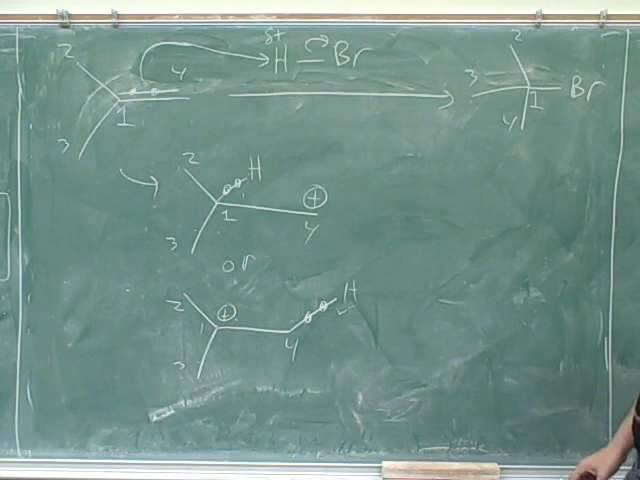 2 4 δ+ H — Br 2
3 1 3 1 Br
4
→ 2 H ⊕
3 1 4
or
2 1 ⊕ H
3 4